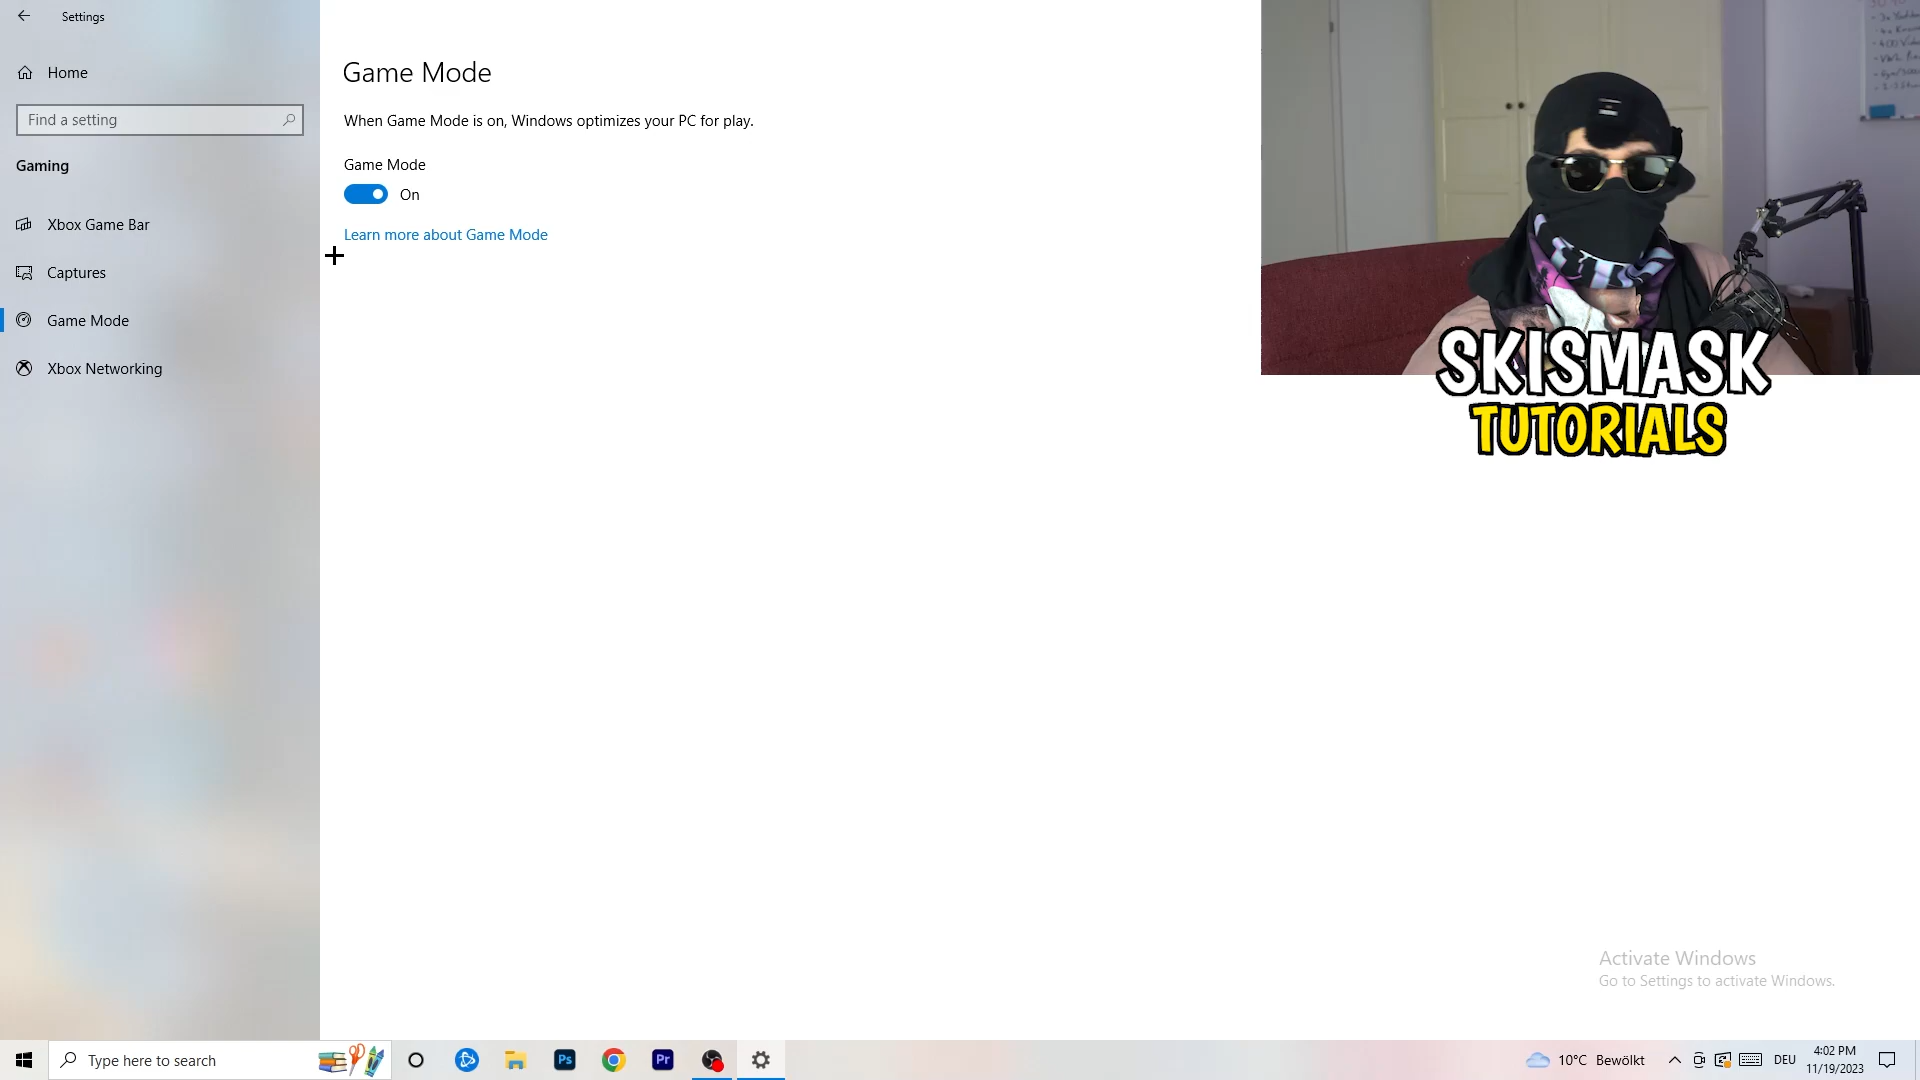 Settings
Home
Find a setting
Gaming
Xbox Game Bar
Captures
Game Mode
Xbox Networking
Game Mode
When Game Mode is on, Windows optimizes your PC for play.
Game Mode
On
Learn more about Game Mode
SKISMASK
TUTORIALS
Activate Windows
Go to Settings to activate Windows.
Type here to search
Ps
Pr
10°C Bewölkt
DEU
4:02 PM
11/19/2023